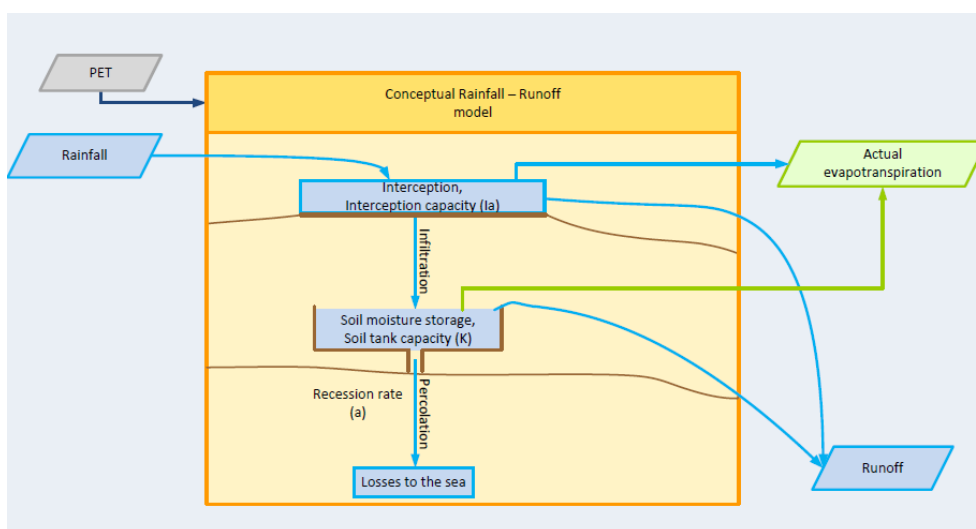 PET
Conceptual Rainfall – Runoff
model
Rainfall
Actual
evapotranspiration
Interception,
Interception capacity (Ia)
Infiltration
Soil moisture storage,
Soil tank capacity (K)
Recession rate
(a)
Percolation
Losses to the sea
Runoff